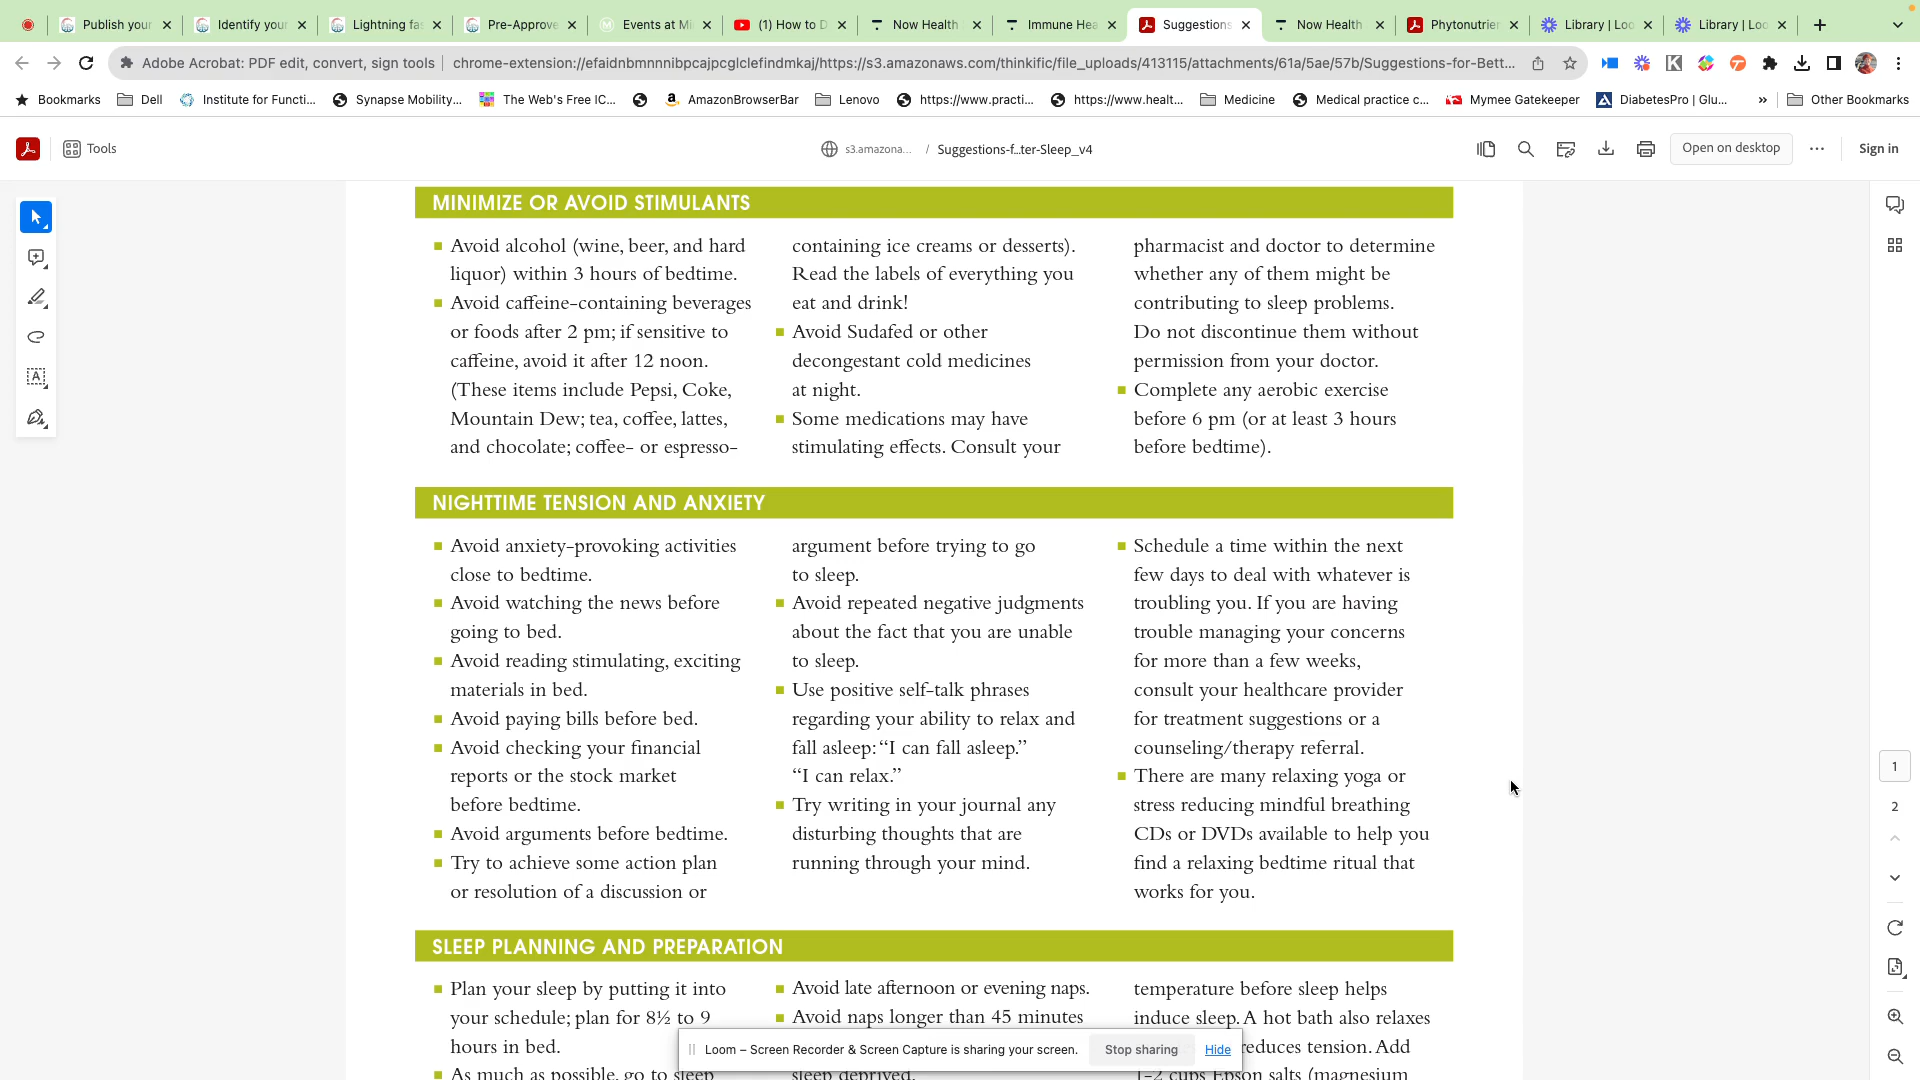 Publish your
Identify your
Lightning fa
Pre-Approve
Events at Mi
(1) How to D
Now Health
Immune Hea
Suggestions
Now Health
Phytonutrie
Library | Loo
Library | Loo
Adobe Acrobat: PDF edit, convert, sign tools
chrome-extension://efaidnbmnnnibpcajpcglclefindmkaj/https://s3.amazonaws.com/thinkific/file_uploads/413115/attachments/61a/5ae/57b/Suggestions-for-Bett...
Bookmarks
Dell
Institute for Functi...
Synapse Mobility...
The Web's Free IC...
AmazonBrowserBar
Lenovo
https://www.practi...
https://www.healt...
Medicine
Medical practice c...
Mymee Gatekeeper
DiabetesPro | Glu...
»
Other Bookmarks
Tools
s3.amazona... / Suggestions-f...ter-Sleep_v4
Open on desktop
Sign in
MINIMIZE OR AVOID STIMULANTS
Avoid alcohol (wine, beer, and hard
liquor) within 3 hours of bedtime.
Avoid caffeine-containing beverages
or foods after 2 pm; if sensitive to
caffeine, avoid it after 12 noon.
(These items include Pepsi, Coke,
Mountain Dew; tea, coffee, lattes,
and chocolate; coffee- or espresso-
containing ice creams or desserts).
Read the labels of everything you
eat and drink!
Avoid Sudafed or other
decongestant cold medicines
at night.
Some medications may have
stimulating effects. Consult your
pharmacist and doctor to determine
whether any of them might be
contributing to sleep problems.
Do not discontinue them without
permission from your doctor.
Complete any aerobic exercise
before 6 pm (or at least 3 hours
before bedtime).
NIGHTTIME TENSION AND ANXIETY
Avoid anxiety-provoking activities
close to bedtime.
Avoid watching the news before
going to bed.
Avoid reading stimulating, exciting
materials in bed.
Avoid paying bills before bed.
Avoid checking your financial
reports or the stock market
before bedtime.
Avoid arguments before bedtime.
Try to achieve some action plan
or resolution of a discussion or
argument before trying to go
to sleep.
Avoid repeated negative judgments
about the fact that you are unable
to sleep.
Use positive self-talk phrases
regarding your ability to relax and
fall asleep: “I can fall asleep.”
“I can relax.”
Try writing in your journal any
disturbing thoughts that are
running through your mind.
Schedule a time within the next
few days to deal with whatever is
troubling you. If you are having
trouble managing your concerns
for more than a few weeks,
consult your healthcare provider
for treatment suggestions or a
counseling/therapy referral.
There are many relaxing yoga or
stress reducing mindful breathing
CDs or DVDs available to help you
find a relaxing bedtime ritual that
works for you.
SLEEP PLANNING AND PREPARATION
Plan your sleep by putting it into
your schedule; plan for 8½ to 9
hours in bed.
As much as possible, go to sleep
Avoid late afternoon or evening naps.
Avoid naps longer than 45 minutes
sleep deprived.
temperature before sleep helps
induce sleep. A hot bath also relaxes
reduces tension. Add
1-2 cups Epson salts (magnesium
1
2
Loom – Screen Recorder & Screen Capture is sharing your screen.
Stop sharing
Hide